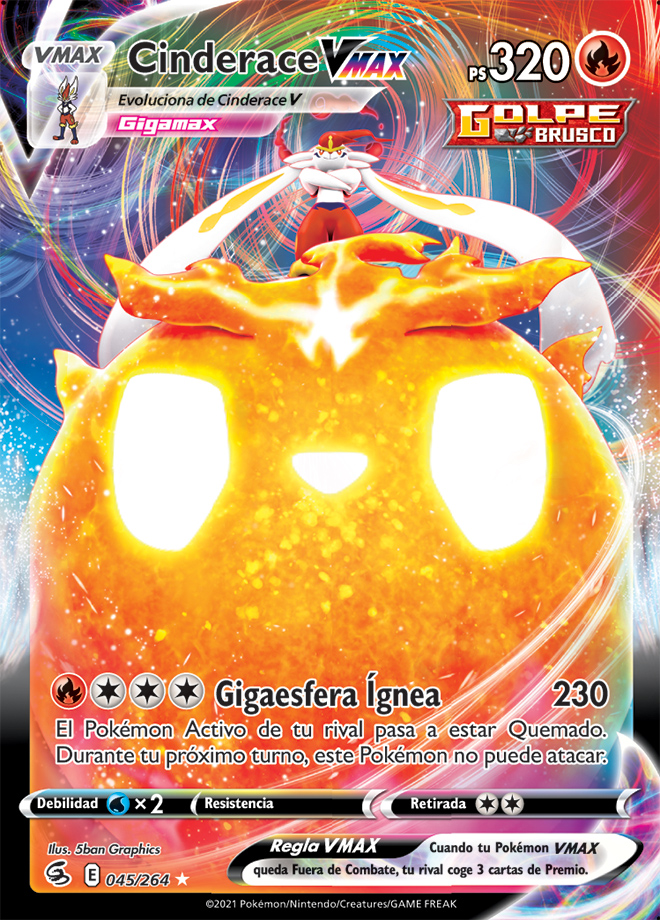 VMAX
Cinderace VMAX
PS 320
Evoluciona de Cinderace V
Gigamax
GOLPE
BRUSCO
Gigaesfera Ígnea 230
El Pokémon Activo de tu rival pasa a estar Quemado.
Durante tu próximo turno, este Pokémon no puede atacar.
Debilidad ×2 Resistencia Retirada
Ilus. 5ban Graphics
Regla VMAX Cuando tu Pokémon VMAX
queda Fuera de Combate, tu rival coge 3 cartas de Premio.
E 045/264
©2021 Pokémon/Nintendo/Creatures/GAME FREAK